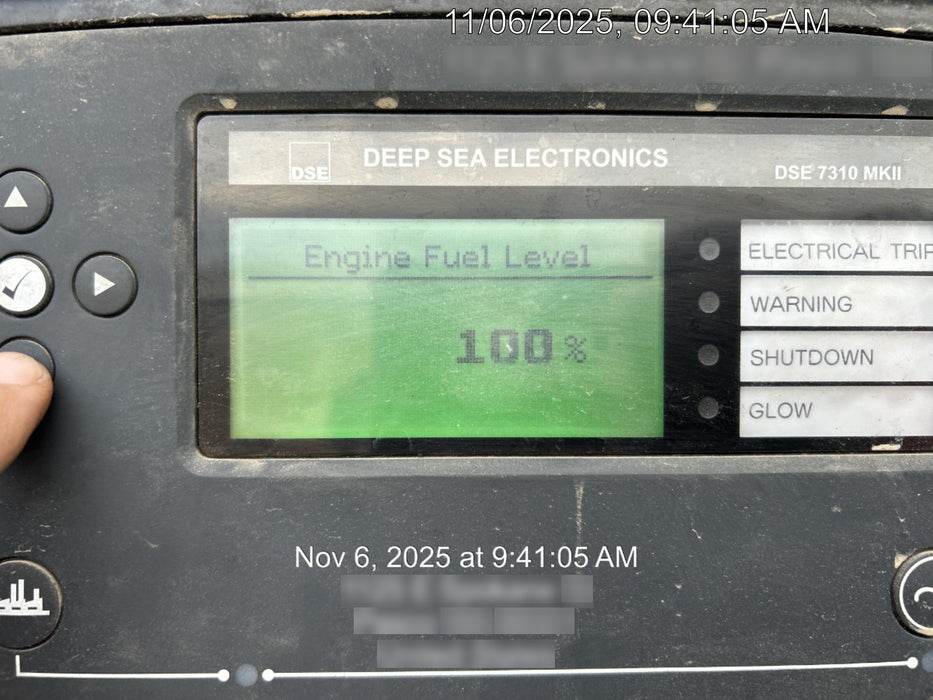 11/06/2025, 09:41:05 AM
DSE
DEEP SEA ELECTRONICS
DSE 7310 MKII
Engine Fuel Level
100%
ELECTRICAL TRIP
WARNING
SHUTDOWN
GLOW
Nov 6, 2025 at 9:41:05 AM